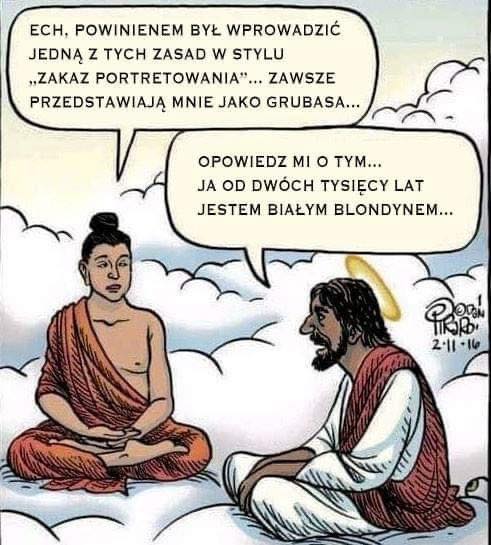 ECH, POWINIENEM BYŁ WPROWADZIĆ
JEDNĄ Z TYCH ZASAD W STYLU
„ZAKAZ PORTRETOWANIA”... ZAWSZE
PRZEDSTAWIAJĄ MNIE JAKO GRUBASA...
OPOWIEDZ MI O TYM...
JA OD DWÓCH TYSIĘCY LAT
JESTEM BIAŁYM BLONDYNEM...
2·11·16